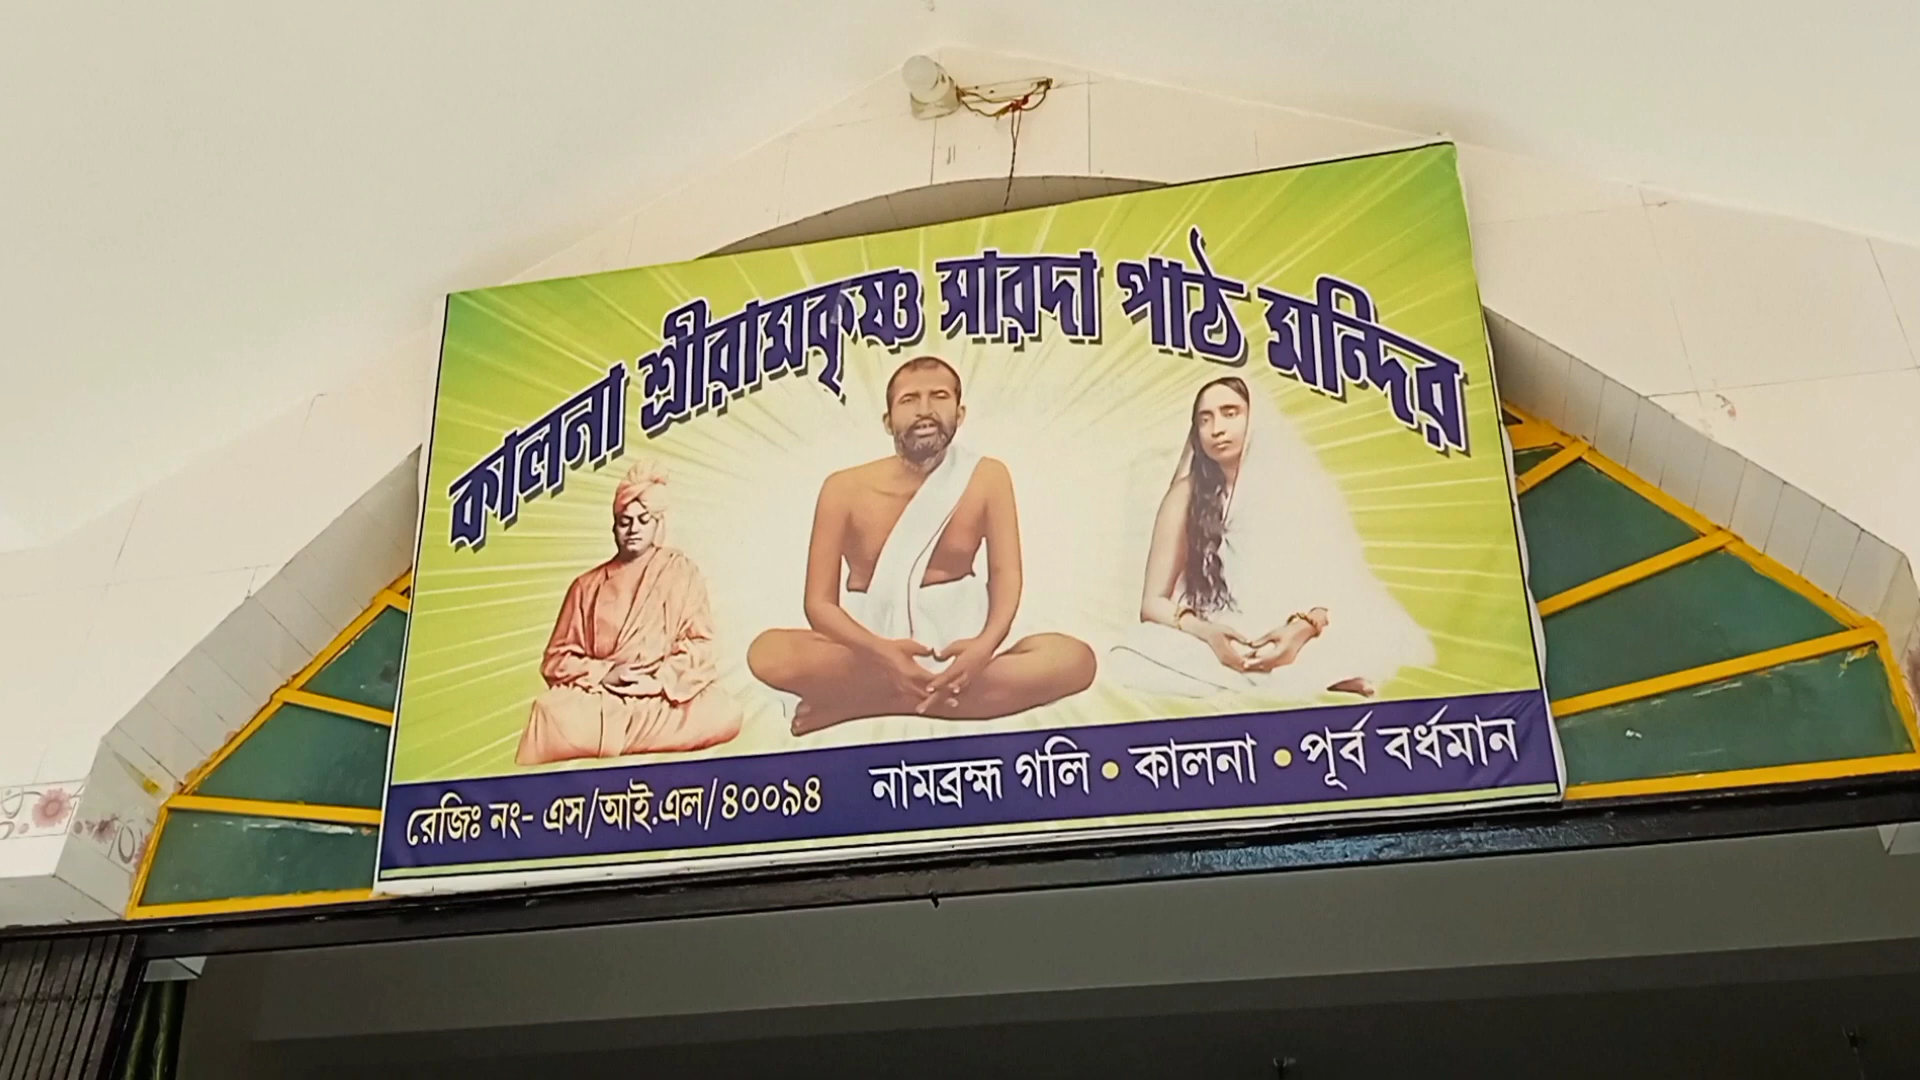 কালনা শ্রীরামকৃষ্ণ সারদা পাঠ মন্দির
রেজিঃ নং- এস/আই.এল/৪০০৯৪ নামব্রহ্ম গলি • কালনা • পূর্ব বর্ধমান